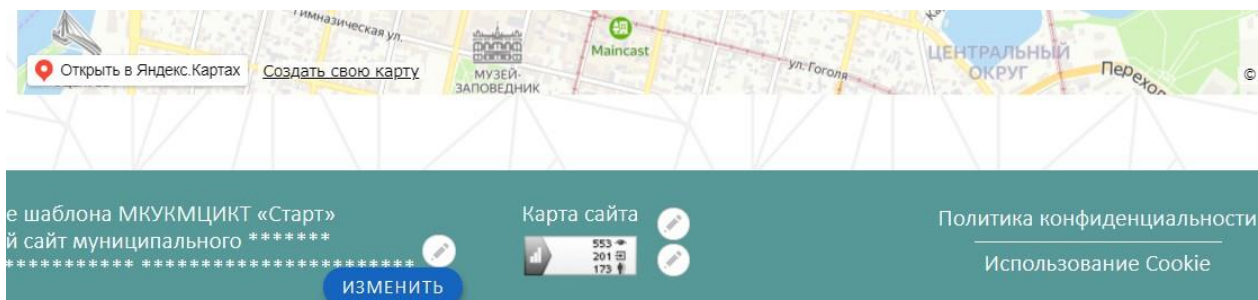 Гимназическая ул.
Maincast
Открыть в Яндекс.Картах
Создать свою карту
МУЗЕЙ-
ЗАПОВЕДНИК
ул. Гоголя
ЦЕНТРАЛЬНЫЙ
ОКРУГ
©
е шаблона МКУКМЦИКТ «Старт»
й сайт муниципального *******
*********** ***********************
ИЗМЕНИТЬ
Карта сайта
553
201
173
Политика конфиденциальности
Использование Cookie